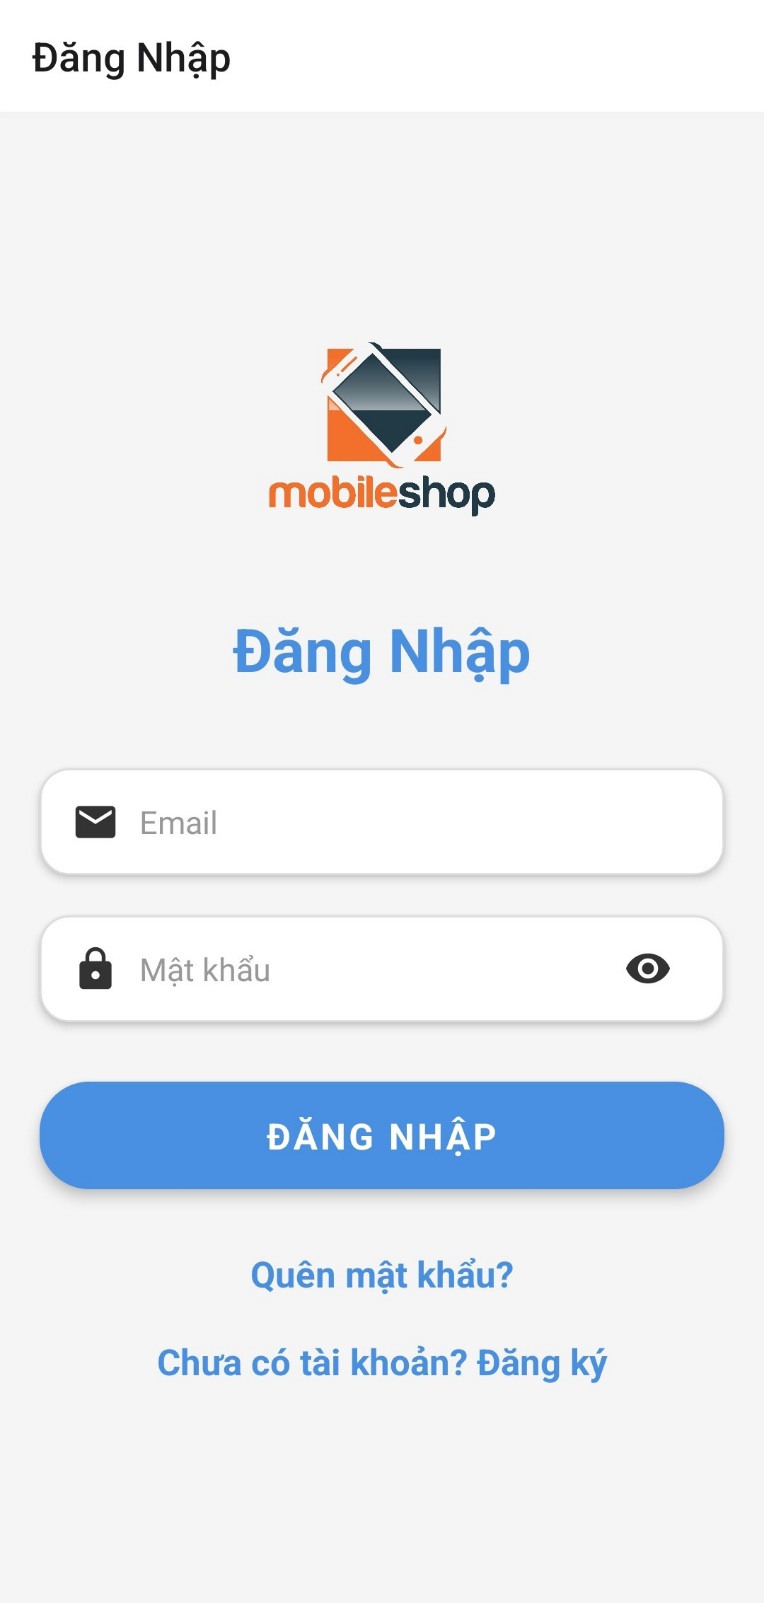 Đăng Nhập
mobileshop
Đăng Nhập
Email
Mật khẩu
ĐĂNG NHẬP
Quên mật khẩu?
Chưa có tài khoản? Đăng ký